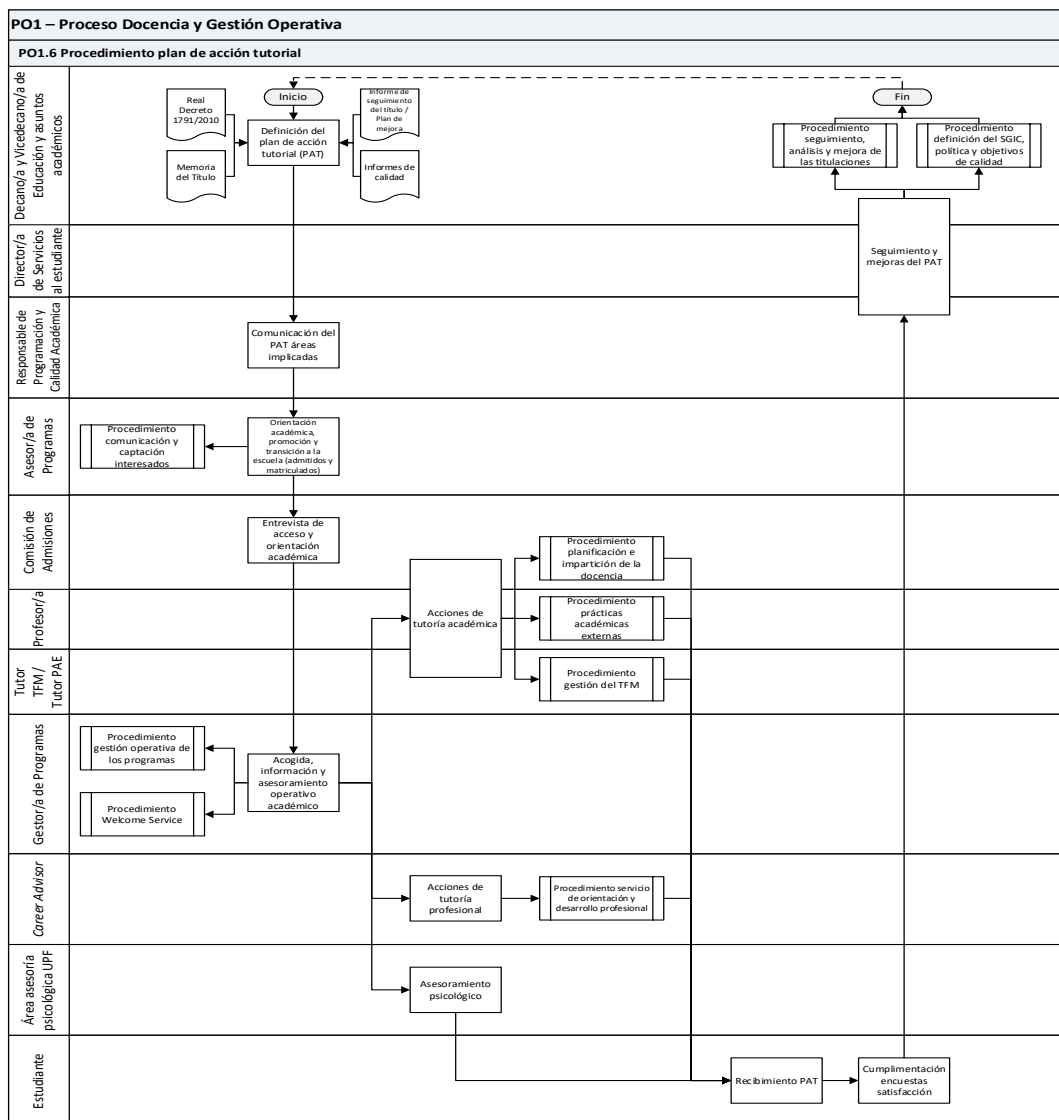 PO1 – Proceso Docencia y Gestión Operativa
PO1.6 Procedimiento plan de acción tutorial
Decano/a y Vicedecano/a de
Educación y asuntos
académicos
Real
Decreto
1791/2010
Memoria
del Título
Inicio
Definición del
plan de acción
tutorial (PAT)
Informe de
seguimiento
del título /
Plan de
mejora
Informes de
calidad
Fin
Procedimiento
seguimiento,
análisis y mejora
de las titulaciones
Procedimiento
definición del SGIC,
política y objetivos
de calidad
Director/a
de Servicios
al estudiante
Seguimiento y
mejoras del PAT
Responsable de
Programación y
Calidad Académica
Comunicación del
PAT áreas
implicadas
Asesor/a de
Programas
Procedimiento
comunicación y
captación
interesados
Orientación
académica,
promoción y
transición a la
escuela (admitidos y
matriculados)
Comisión de
Admisiones
Entrevista de
acceso y
orientación
académica
Procedimiento
planificación e
impartición de la
docencia
Profesor/a
Acciones de
tutoría académica
Procedimiento
prácticas
académicas
externas
Tutor
TFM /
Tutor PAE
Procedimiento
gestión del TFM
Gestor/a de Programas
Procedimiento
gestión operativa de
los programas
Procedimiento
Welcome Service
Acogida,
información y
asesoramiento
operativo
académico
Career Advisor
Acciones de
tutoría
profesional
Procedimiento servicio
de orientación y
desarrollo profesional
Área asesoría
psicológica UPF
Asesoramiento
psicológico
Estudiante
Recibimiento PAT
Cumplimentación
encuestas
satisfacción